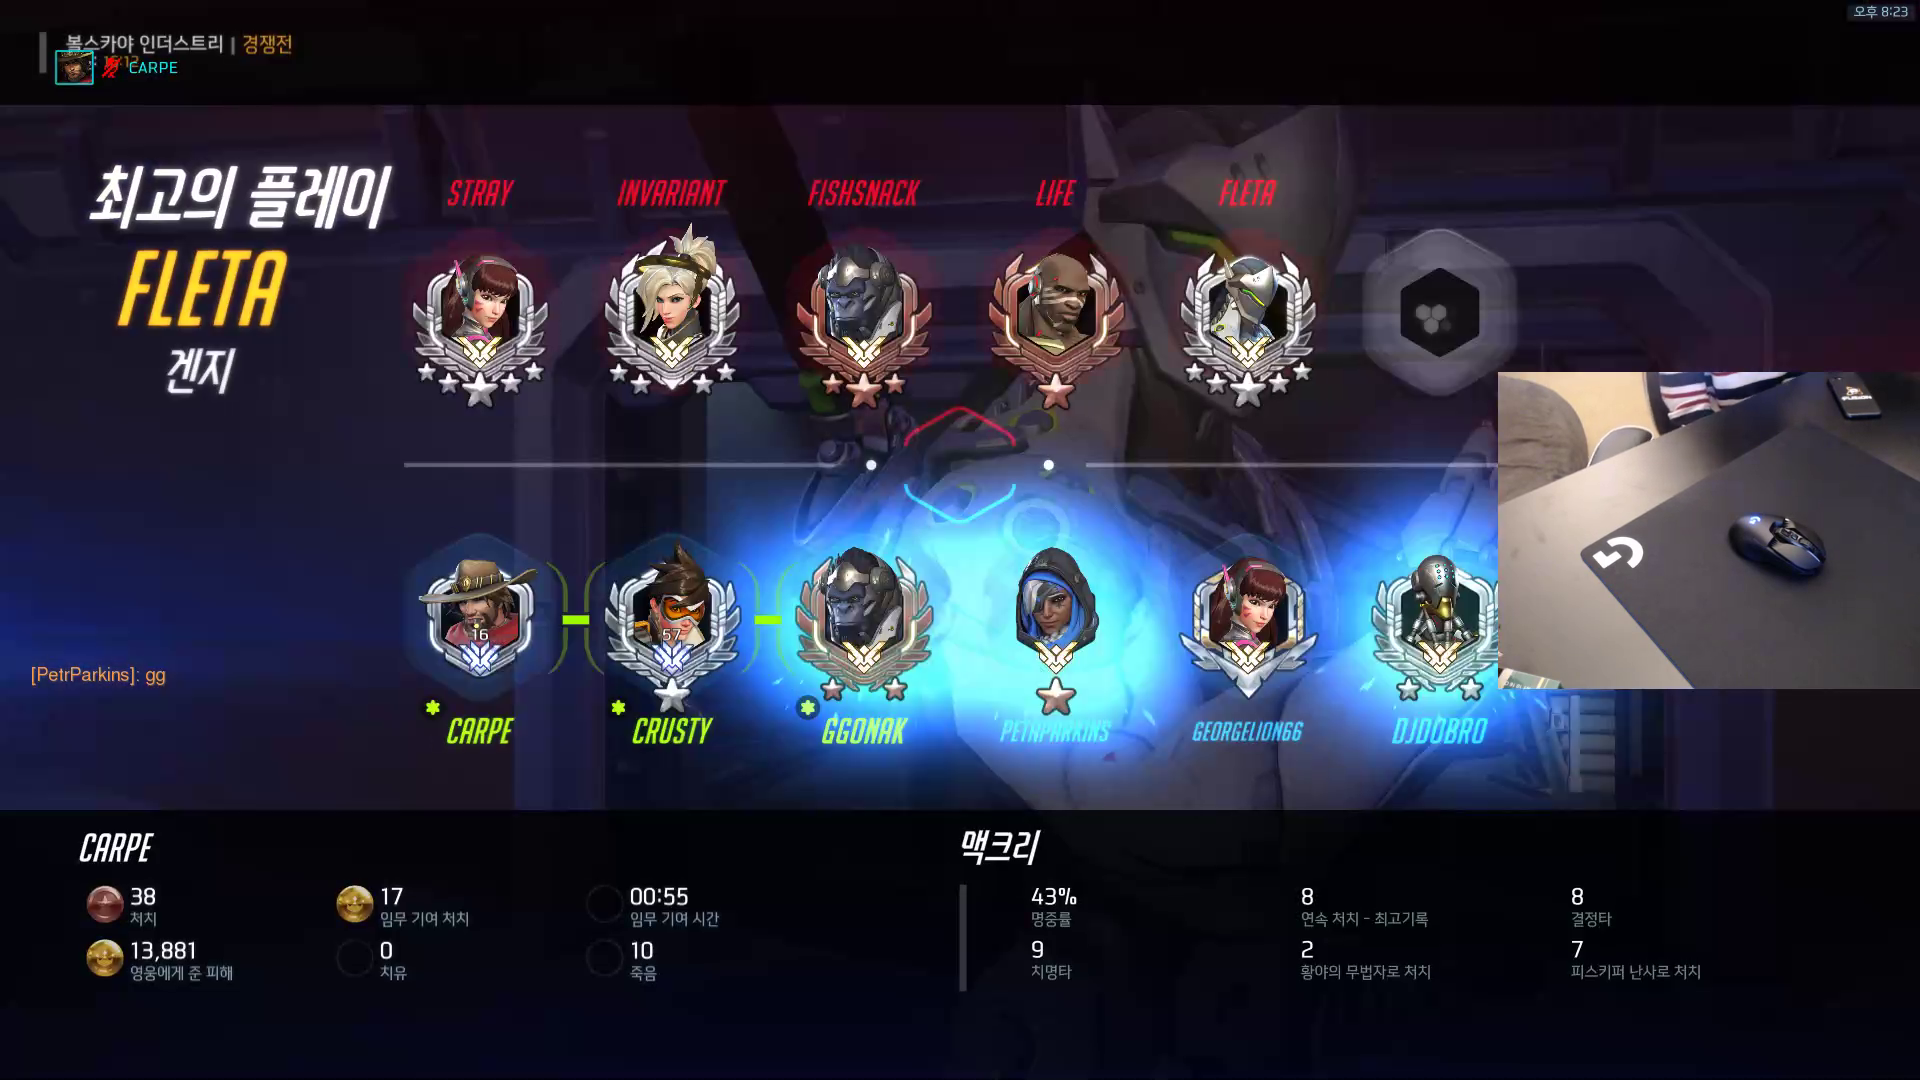 오후 8:23
볼스카야 인더스트리 | 경쟁전
CARPE
최고의 플레이
FLETA
겐지
STRAY
INVARIANT
FISHSNACK
LIFE
FLETA
16
57
[PetrParkins]: gg
CARPE
CRUSTY
GGONAK
PETRPARKINS
GEORGELION66
DJDOBRO
CARPE
38
처치
17
임무 기여 처치
00:55
임무 기여 시간
13,881
영웅에게 준 피해
0
치유
10
죽음
맥크리
43%
명중률
8
연속 처치 - 최고기록
8
결정타
9
치명타
2
황야의 무법자로 처치
7
피스키퍼 난사로 처치